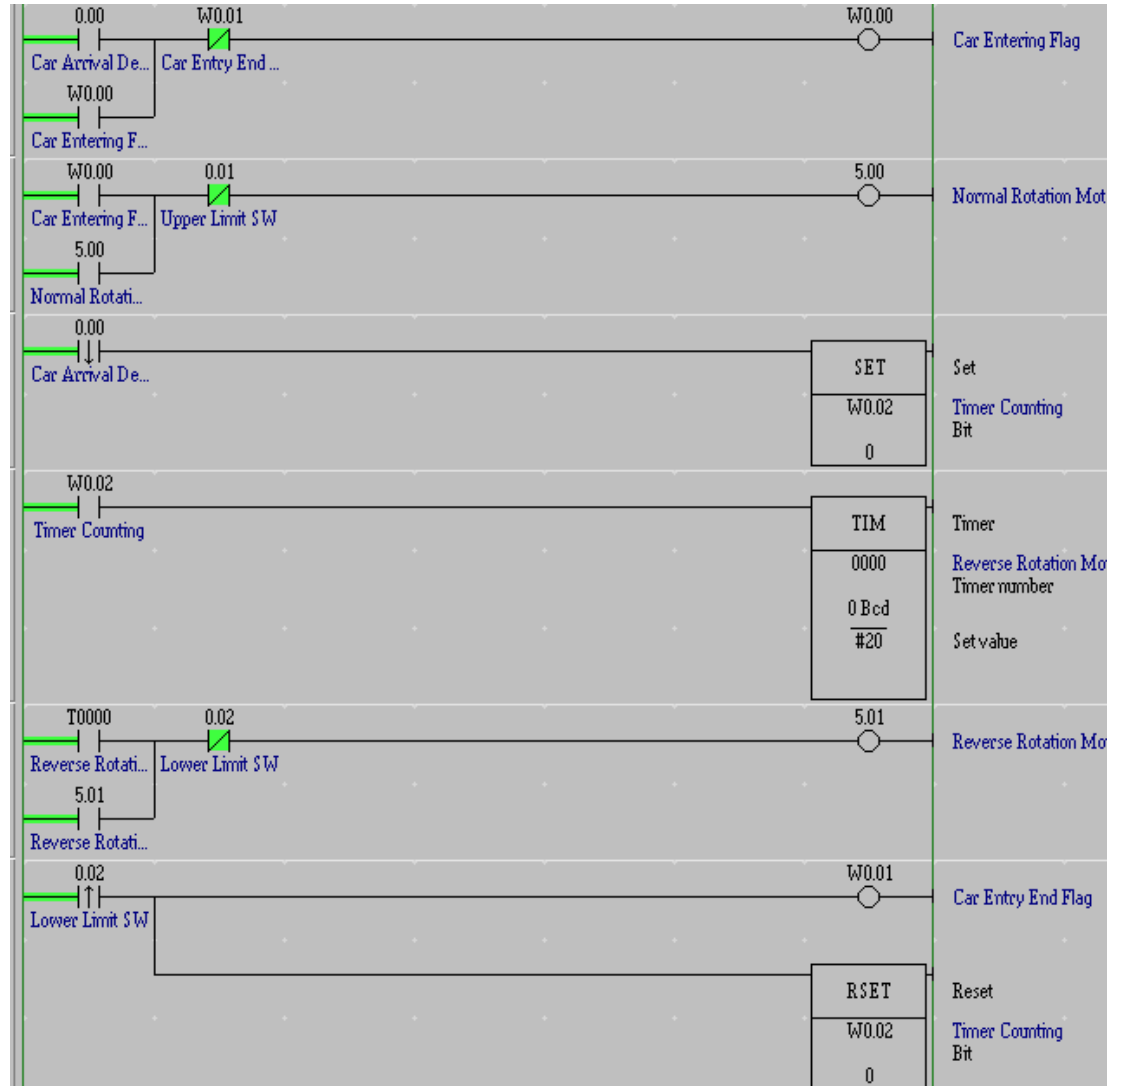 0.00 W0.01 W0.00
Car Arrival De... Car Entry End ... Car Entering Flag
W0.00
Car Entering F...
W0.00 0.01 5.00
Car Entering F... Upper Limit SW Normal Rotation Mot
5.00
Normal Rotati...
0.00
Car Arrival De... SET Set
W0.02 Timer Counting
Bit
0
W0.02
Timer Counting TIM Timer
0000 Reverse Rotation Mo
Timer number
0 Bcd
#20 Set value
T0000 0.02 5.01
Reverse Rotati... Lower Limit SW Reverse Rotation Mo
5.01
Reverse Rotati...
0.02 W0.01
Lower Limit SW Car Entry End Flag
RSET Reset
W0.02 Timer Counting
Bit
0